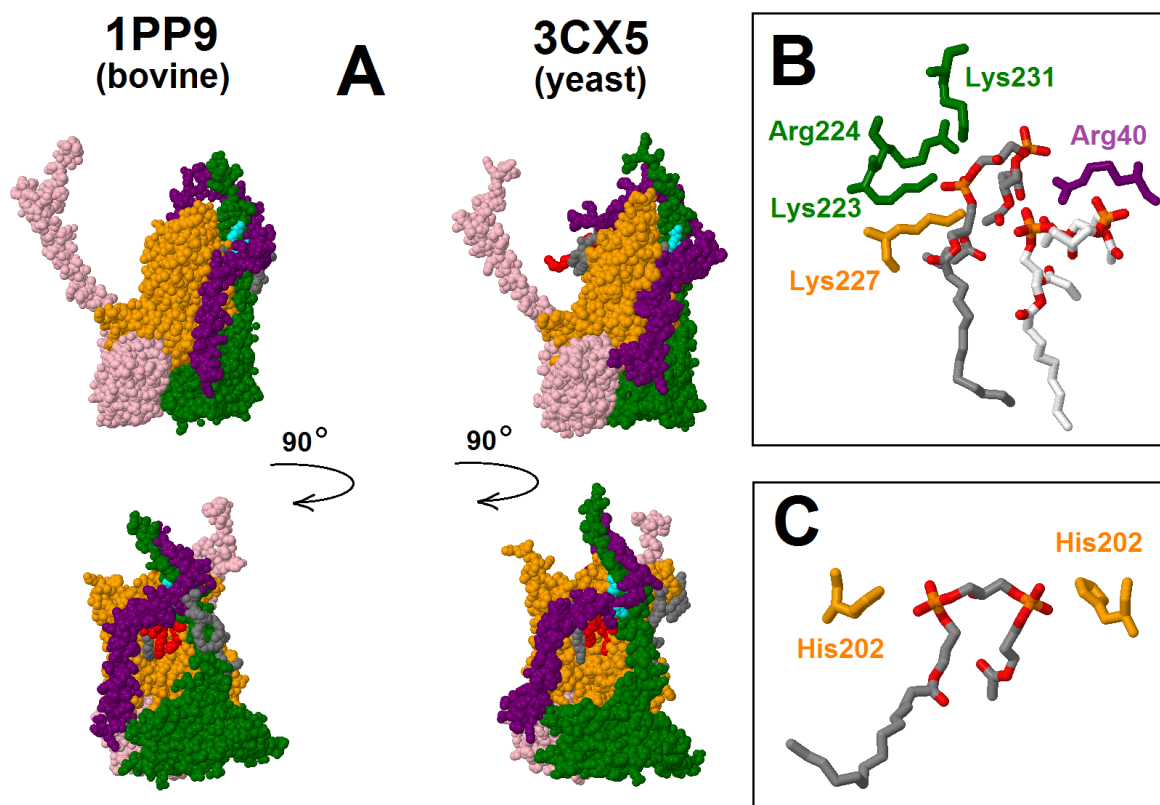 1PP9
(bovine)
A
3CX5
(yeast)
90°
90°
B
Lys231
Arg224
Arg40
Lys223
Lys227
C
His202
His202